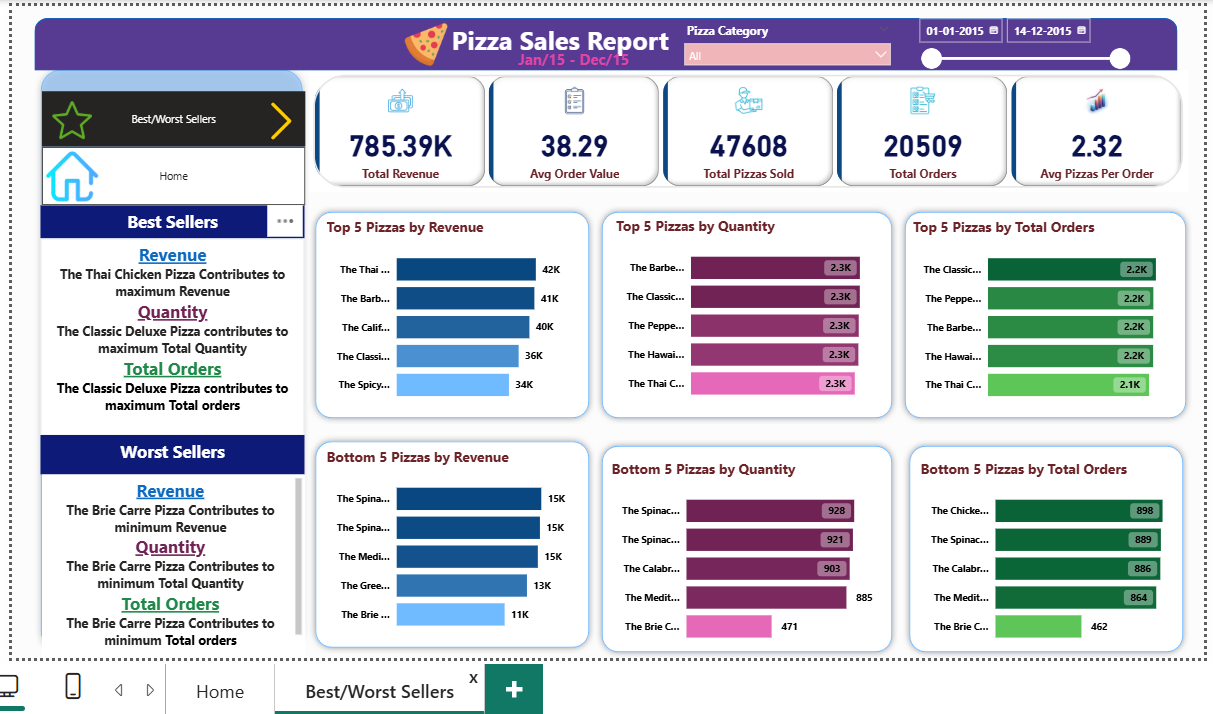 Pizza Sales Report
Jan/15 - Dec/15
Pizza Category
All
01-01-2015
14-12-2015
Best/Worst Sellers
Home
785.39K
Total Revenue
38.29
Avg Order Value
47608
Total Pizzas Sold
20509
Total Orders
2.32
Avg Pizzas Per Order
Best Sellers
...
Revenue
The Thai Chicken Pizza Contributes to
maximum Revenue
Quantity
The Classic Deluxe Pizza contributes to
maximum Total Quantity
Total Orders
The Classic Deluxe Pizza contributes to
maximum Total orders
Worst Sellers
Revenue
The Brie Carre Pizza Contributes to
minimum Revenue
Quantity
The Brie Carre Pizza Contributes to
minimum Total Quantity
Total Orders
The Brie Carre Pizza Contributes to
minimum Total orders
Top 5 Pizzas by Revenue
The Thai ... 42K
The Barb... 41K
The Calif... 40K
The Classi... 36K
The Spicy... 34K
Top 5 Pizzas by Quantity
The Barbe... 2.3K
The Classic... 2.3K
The Peppe... 2.3K
The Hawai... 2.3K
The Thai C... 2.3K
Top 5 Pizzas by Total Orders
The Classic... 2.2K
The Peppe... 2.2K
The Barbe... 2.2K
The Hawai... 2.2K
The Thai C... 2.1K
Bottom 5 Pizzas by Revenue
The Spina... 15K
The Spina... 15K
The Medi... 15K
The Gree... 13K
The Brie ... 11K
Bottom 5 Pizzas by Quantity
The Spinac... 928
The Spinac... 921
The Calabr... 903
The Medit... 885
The Brie C... 471
Bottom 5 Pizzas by Total Orders
The Chicke... 898
The Spinac... 889
The Calabr... 886
The Medit... 864
The Brie C... 462
Home
Best/Worst Sellers
x
+